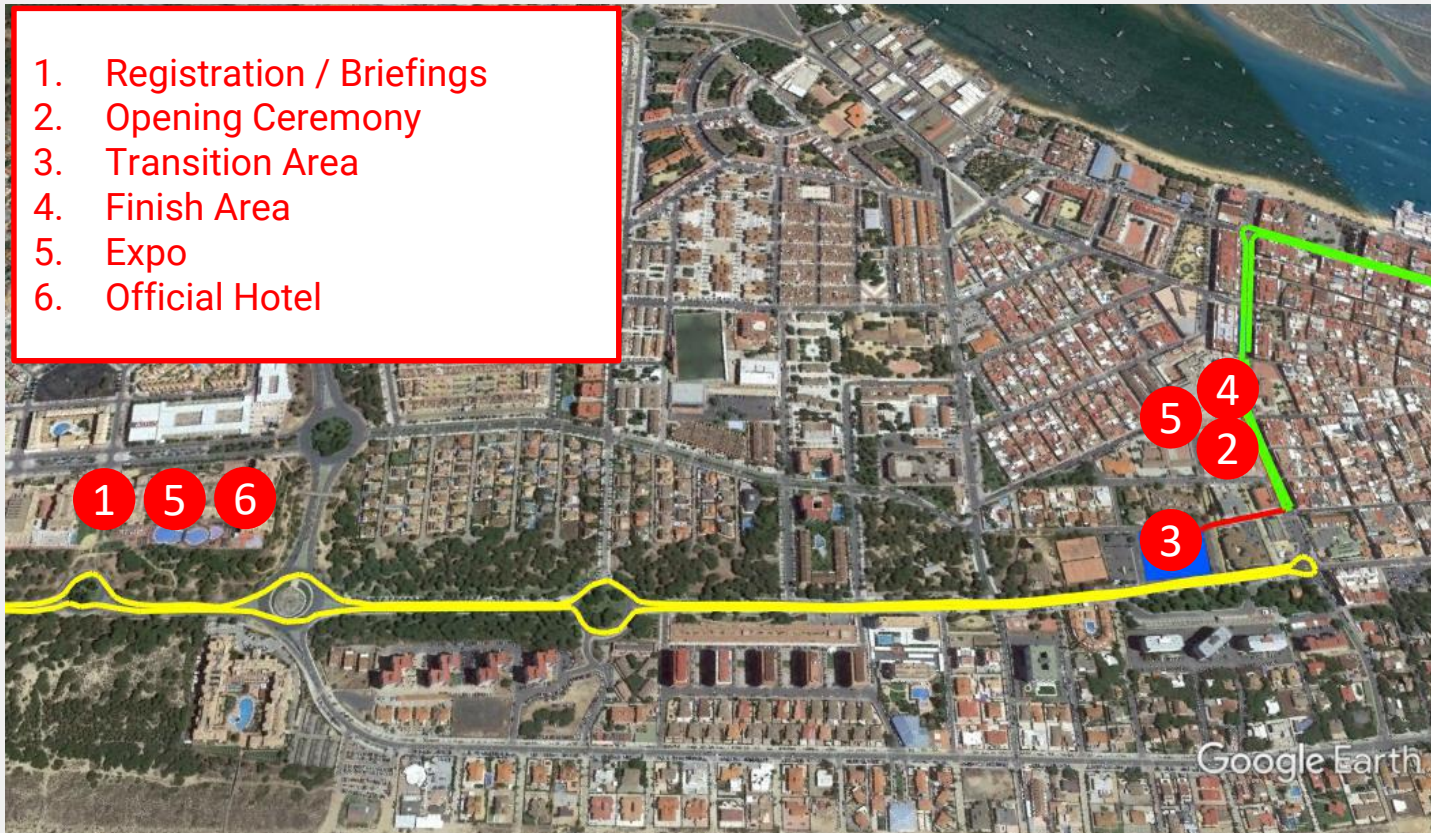 1. Registration / Briefings
2. Opening Ceremony
3. Transition Area
4. Finish Area
5. Expo
6. Official Hotel
4
5
2
1 5 6
3
Google Earth